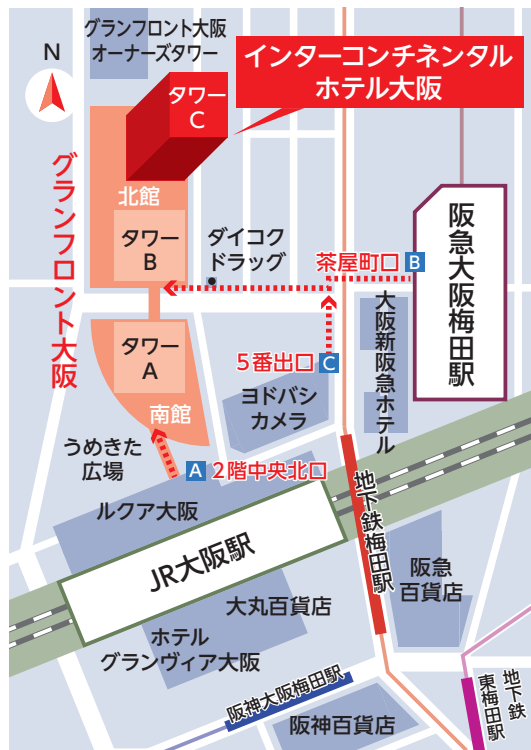 グランフロント大阪
オーナーズタワー
N
インターコンチネンタル
ホテル大阪
タワー
C
グランフロント大阪
北館
タワー
B
ダイコク
ドラッグ
茶屋町口 B
阪急大阪梅田駅
タワー
A
南館
5番出口 C
大阪新阪急ホテル
ヨドバシ
カメラ
うめきた
広場
A 2階中央北口
ルクア大阪
地下鉄梅田駅
JR大阪駅
阪急
百貨店
大丸百貨店
ホテル
グランヴィア大阪
阪神大阪梅田駅
阪神百貨店
地下鉄
東梅田駅